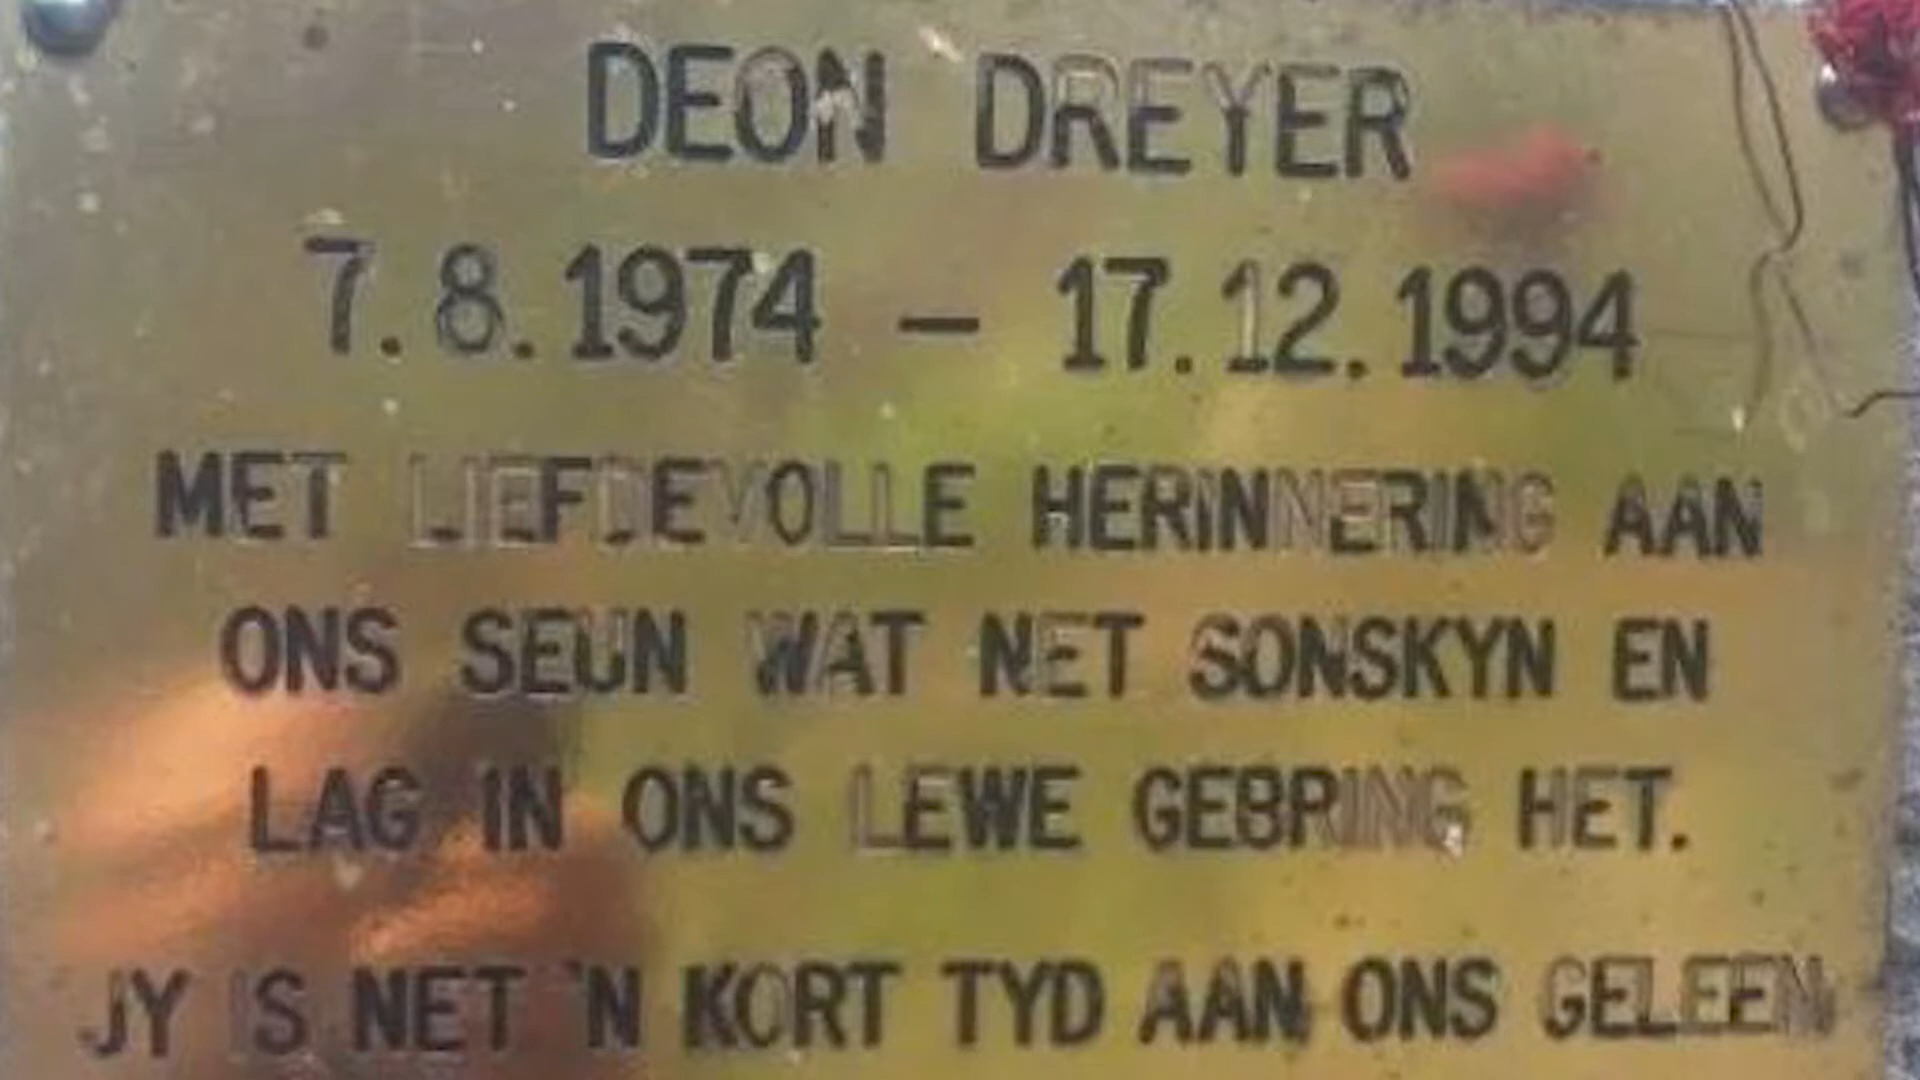 DEON DREYER
7.8.1974 - 17.12.1994
MET LIEFDEVOLLE HERINNERING AAN
ONS SEUN WAT NET SONSKYN EN
LAG IN ONS LEWE GEBRING HET.
JY IS NET 'N KORT TYD AAN ONS GELEEN